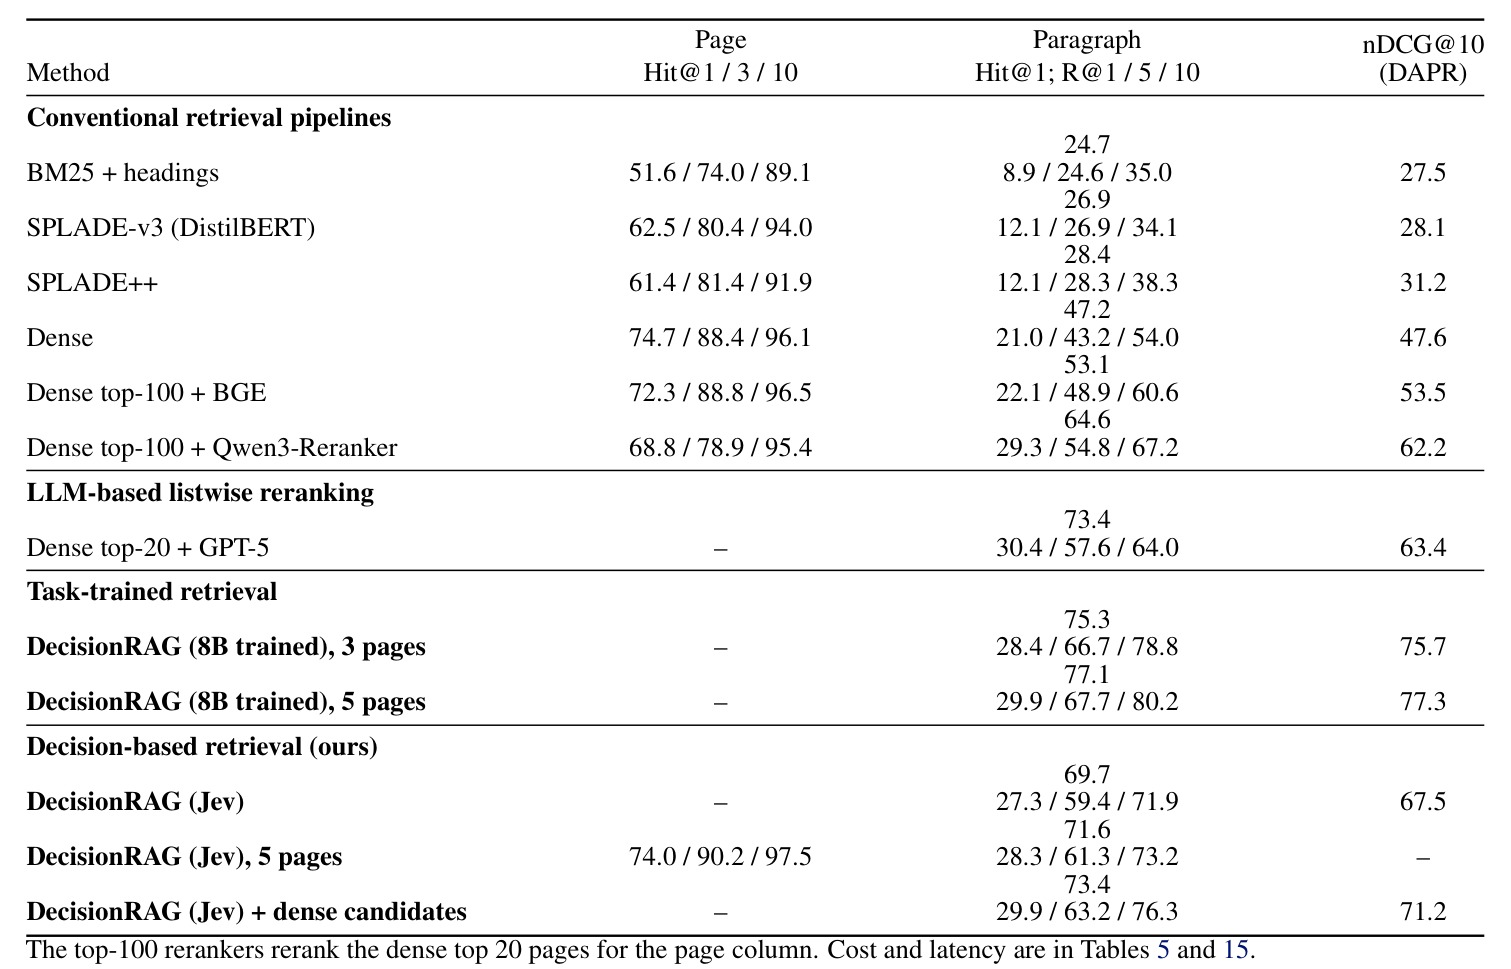 Page Paragraph nDCG@10
Method Hit@1 / 3 / 10 Hit@1; R@1 / 5 / 10 (DAPR)
Conventional retrieval pipelines
24.7
BM25 + headings 51.6 / 74.0 / 89.1 8.9 / 24.6 / 35.0 27.5
26.9
SPLADE-v3 (DistilBERT) 62.5 / 80.4 / 94.0 12.1 / 26.9 / 34.1 28.1
28.4
SPLADE++ 61.4 / 81.4 / 91.9 12.1 / 28.3 / 38.3 31.2
47.2
Dense 74.7 / 88.4 / 96.1 21.0 / 43.2 / 54.0 47.6
53.1
Dense top-100 + BGE 72.3 / 88.8 / 96.5 22.1 / 48.9 / 60.6 53.5
64.6
Dense top-100 + Qwen3-Reranker 68.8 / 78.9 / 95.4 29.3 / 54.8 / 67.2 62.2
LLM-based listwise reranking
73.4
Dense top-20 + GPT-5 – 30.4 / 57.6 / 64.0 63.4
Task-trained retrieval
75.3
DecisionRAG (8B trained), 3 pages – 28.4 / 66.7 / 78.8 75.7
77.1
DecisionRAG (8B trained), 5 pages – 29.9 / 67.7 / 80.2 77.3
Decision-based retrieval (ours)
69.7
DecisionRAG (Jev) – 27.3 / 59.4 / 71.9 67.5
71.6
DecisionRAG (Jev), 5 pages 74.0 / 90.2 / 97.5 28.3 / 61.3 / 73.2 –
73.4
DecisionRAG (Jev) + dense candidates – 29.9 / 63.2 / 76.3 71.2
The top-100 rerankers rerank the dense top 20 pages for the page column. Cost and latency are in Tables 5 and 15.